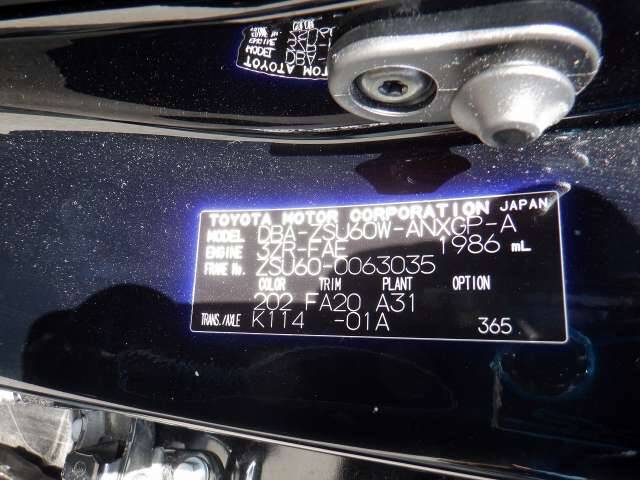 TOYOTA MOTOR CORPORATION JAPAN
MODEL DBA-ZSU60W-ANXGP-A
ENGINE 3ZR-FAE 1986 mL
FRAME No. ZSU60-0063035
COLOR TRIM PLANT OPTION
202 FA20 A31
TRANS./AXLE K114 -01A 365